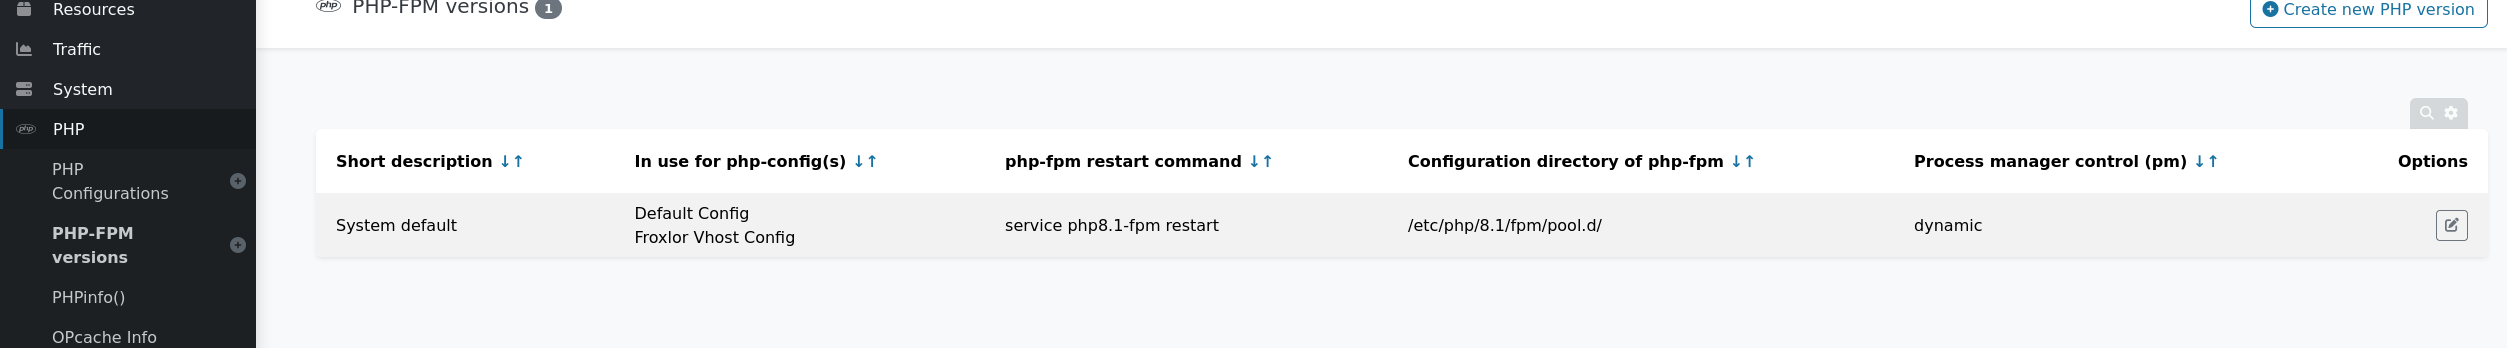 Resources
Traffic
System
php PHP
PHP
Configurations
PHP-FPM
versions
PHPinfo()
OPcache Info
php PHP-FPM versions 1
Create new PHP version
Short description ↓↑ In use for php-config(s) ↓↑ php-fpm restart command ↓↑ Configuration directory of php-fpm ↓↑ Process manager control (pm) ↓↑ Options
System default Default Config service php8.1-fpm restart /etc/php/8.1/fpm/pool.d/ dynamic
Froxlor Vhost Config